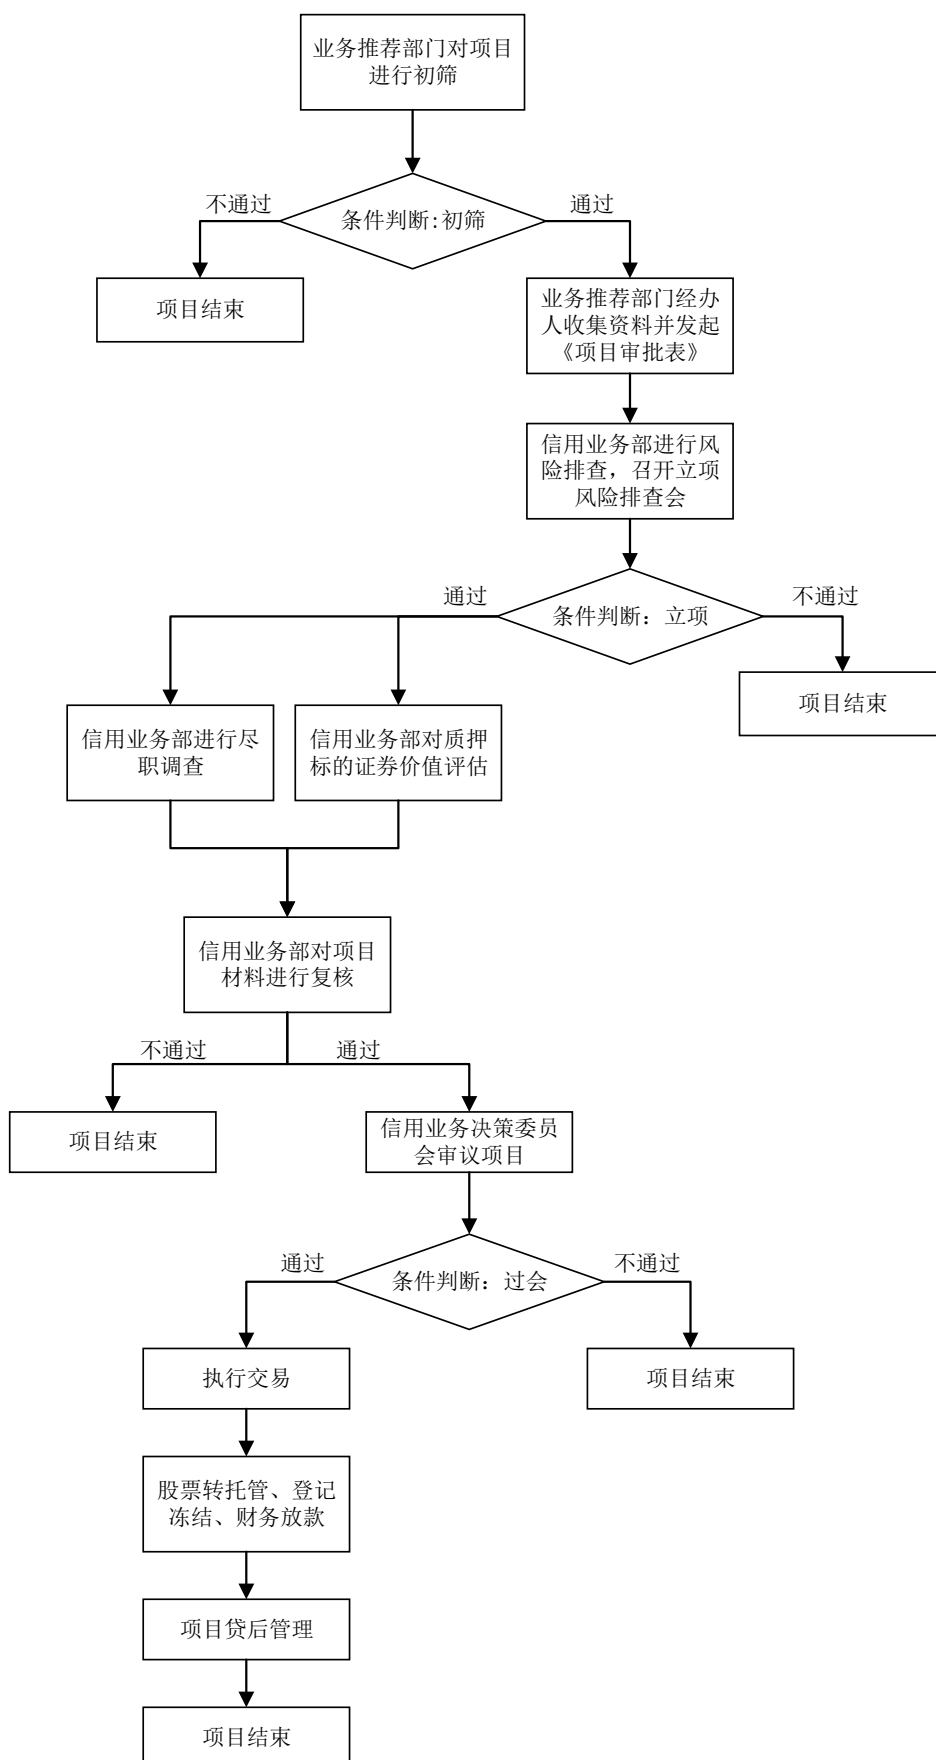 业务推荐部门对项目
进行初筛
不通过
条件判断:初筛
通过
项目结束
业务推荐部门经办
人收集资料并发起
《项目审批表》
信用业务部进行风
险排查，召开立项
风险排查会
通过
条件判断：立项
不通过
项目结束
信用业务部进行尽
职调查
信用业务部对质押
标的证券价值评估
信用业务部对项目
材料进行复核
不通过
通过
项目结束
信用业务决策委员
会审议项目
通过
条件判断：过会
不通过
执行交易
项目结束
股票转托管、登记
冻结、财务放款
项目贷后管理
项目结束